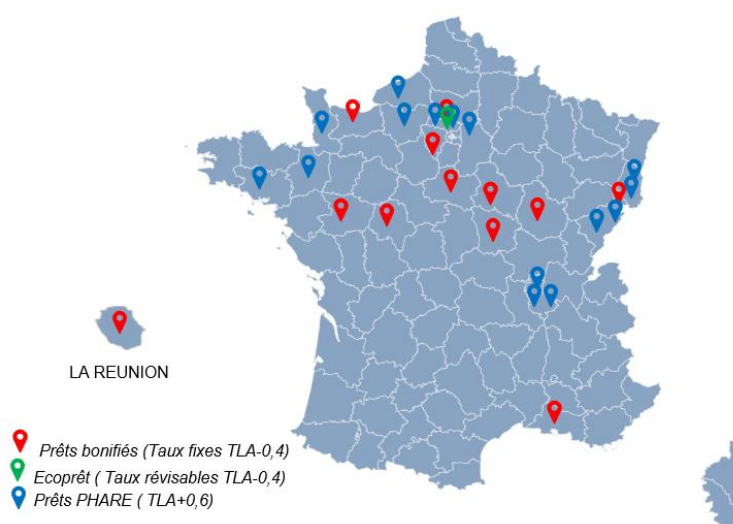 LA REUNION
Prêts bonifiés (Taux fixes TLA-0,4)
Ecoprêt ( Taux révisables TLA-0,4)
Prêts PHARE ( TLA+0,6)